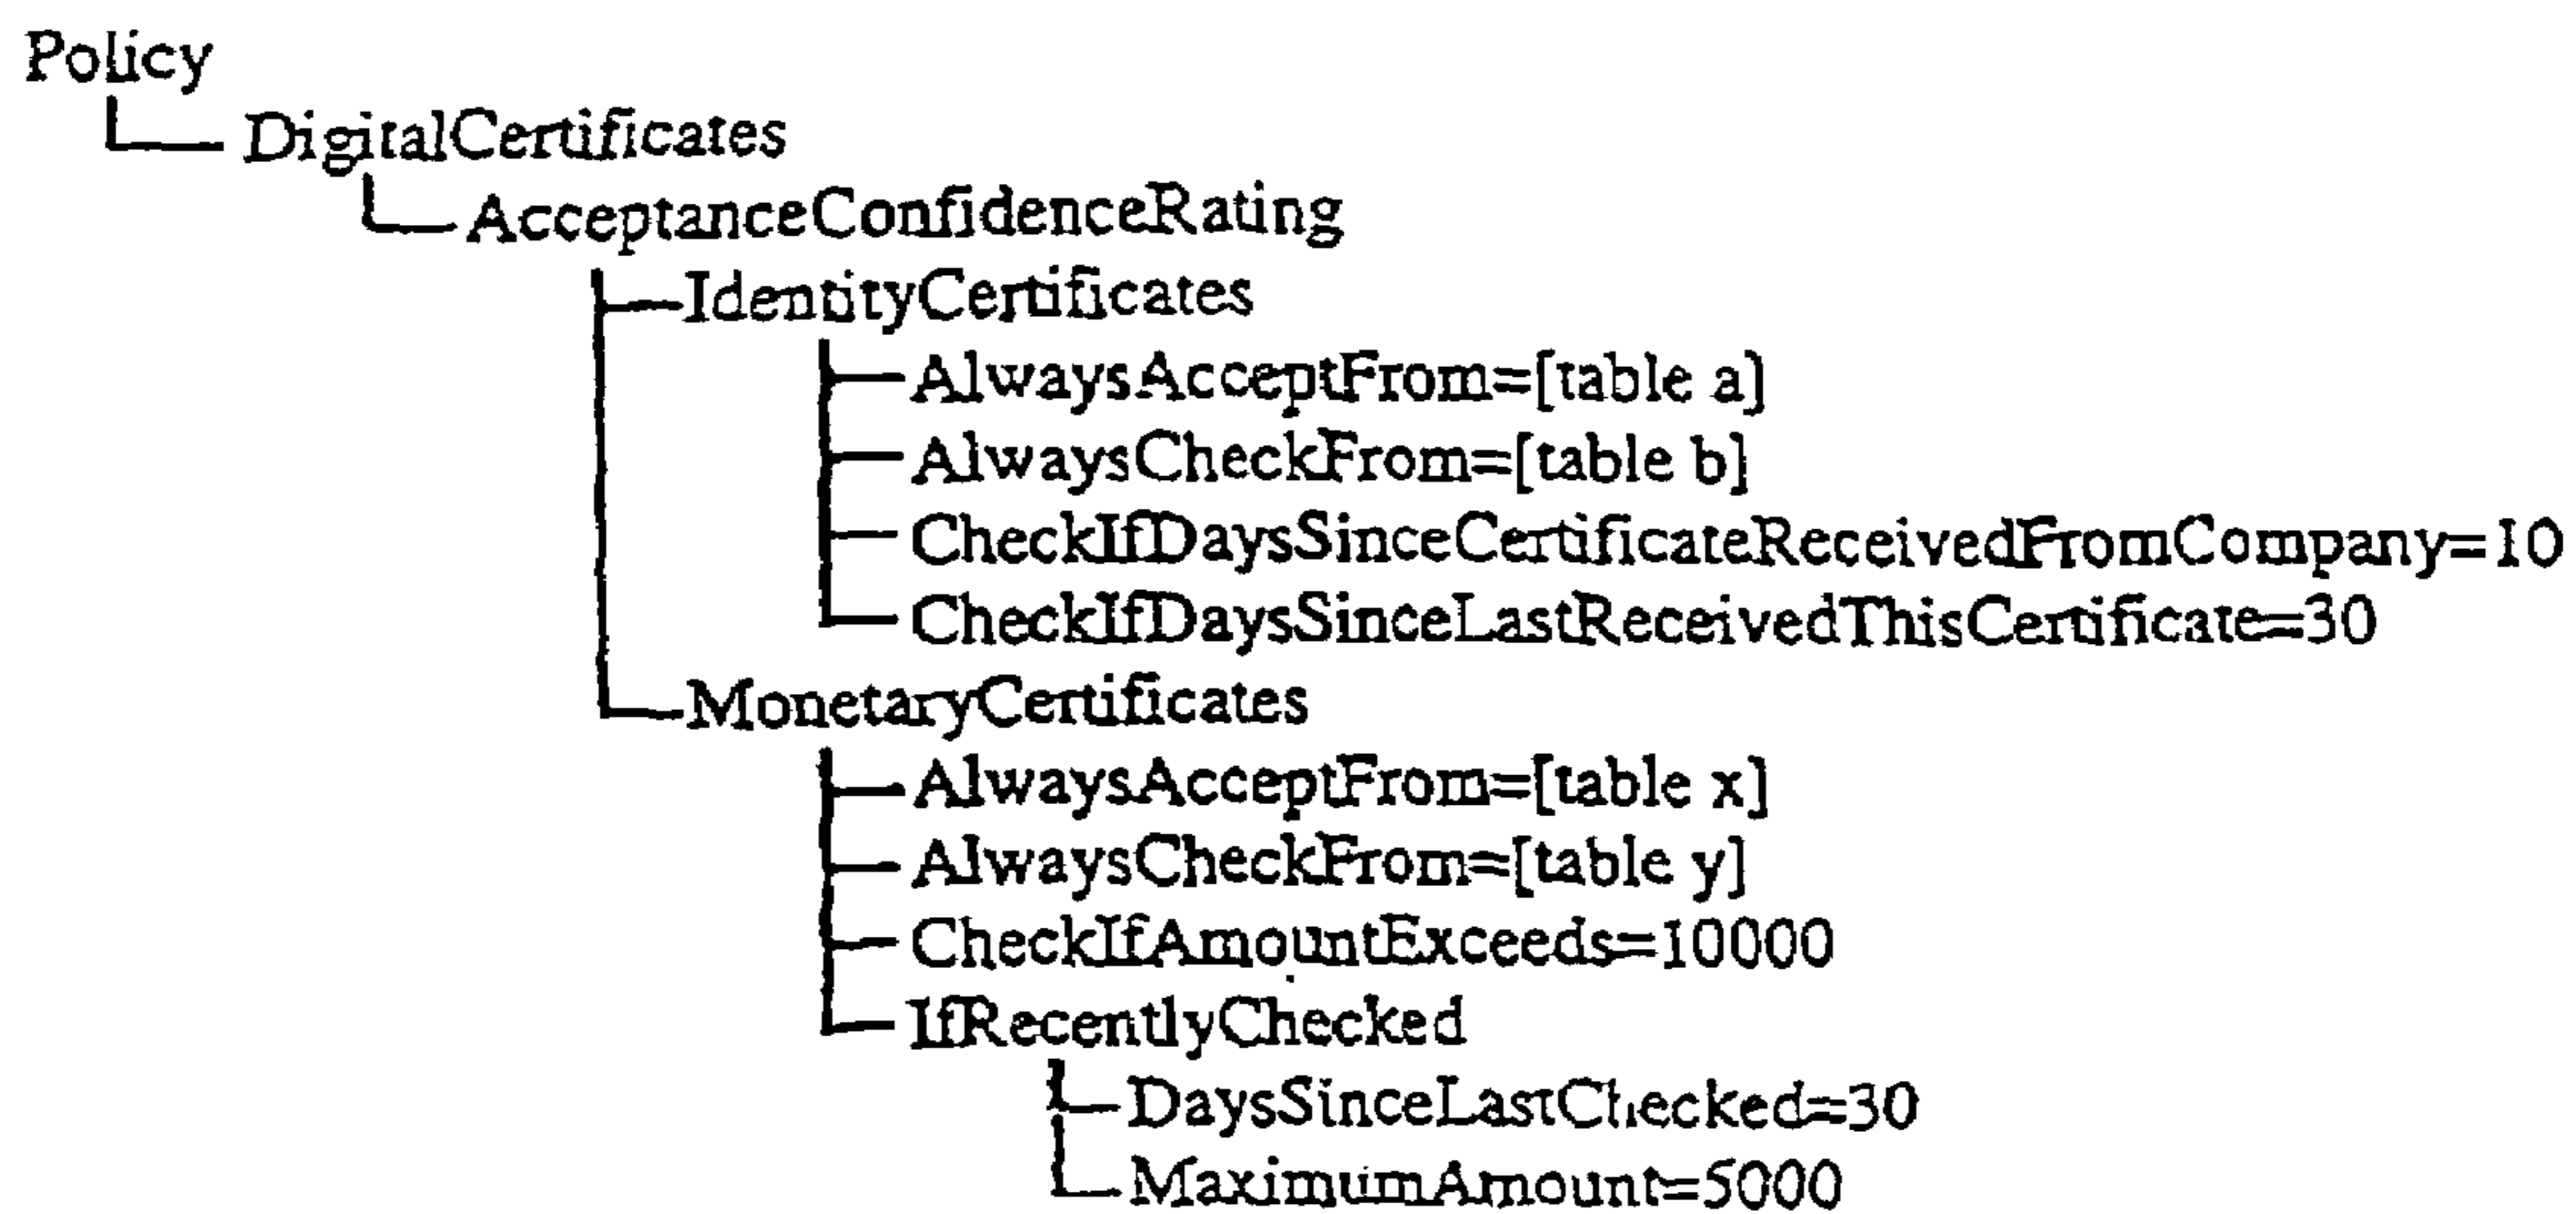 Policy
DigitalCertificates
AcceptanceConfidenceRating
IdentityCertificates
AlwaysAcceptFrom=[table a]
AlwaysCheckFrom=[table b]
CheckIfDaysSinceCertificateReceivedFromCompany=10
CheckIfDaysSinceLastReceivedThisCertificate=30
MonetaryCertificates
AlwaysAcceptFrom=[table x]
AlwaysCheckFrom=[table y]
CheckIfAmountExceeds=10000
IfRecentlyChecked
DaysSinceLastChecked=30
MaximumAmount=5000